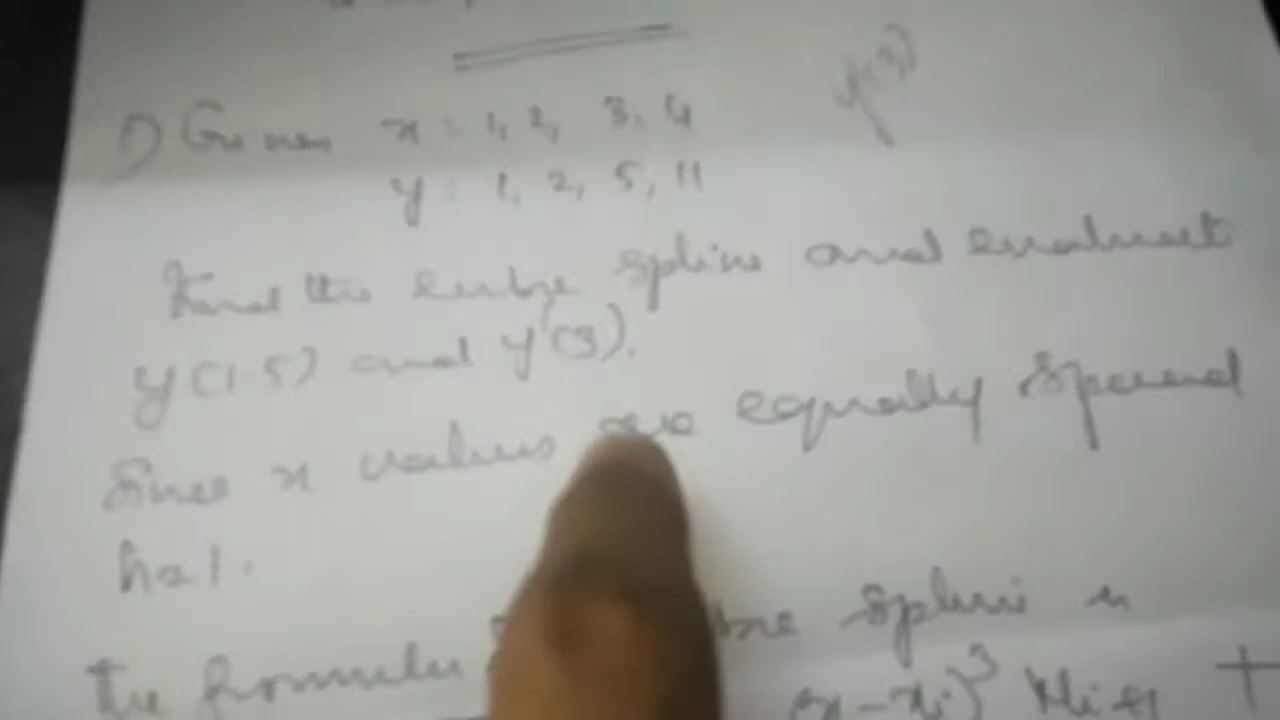 y(3)
1) Given x : 1, 2, 3, 4
y : 1, 2, 5, 11
Find the cubic spline and evaluate
y(1.5) and y'(3).
Since x values are equally spaced
h=1.
The formula spline is
(x-xi)³ Mi+1 +